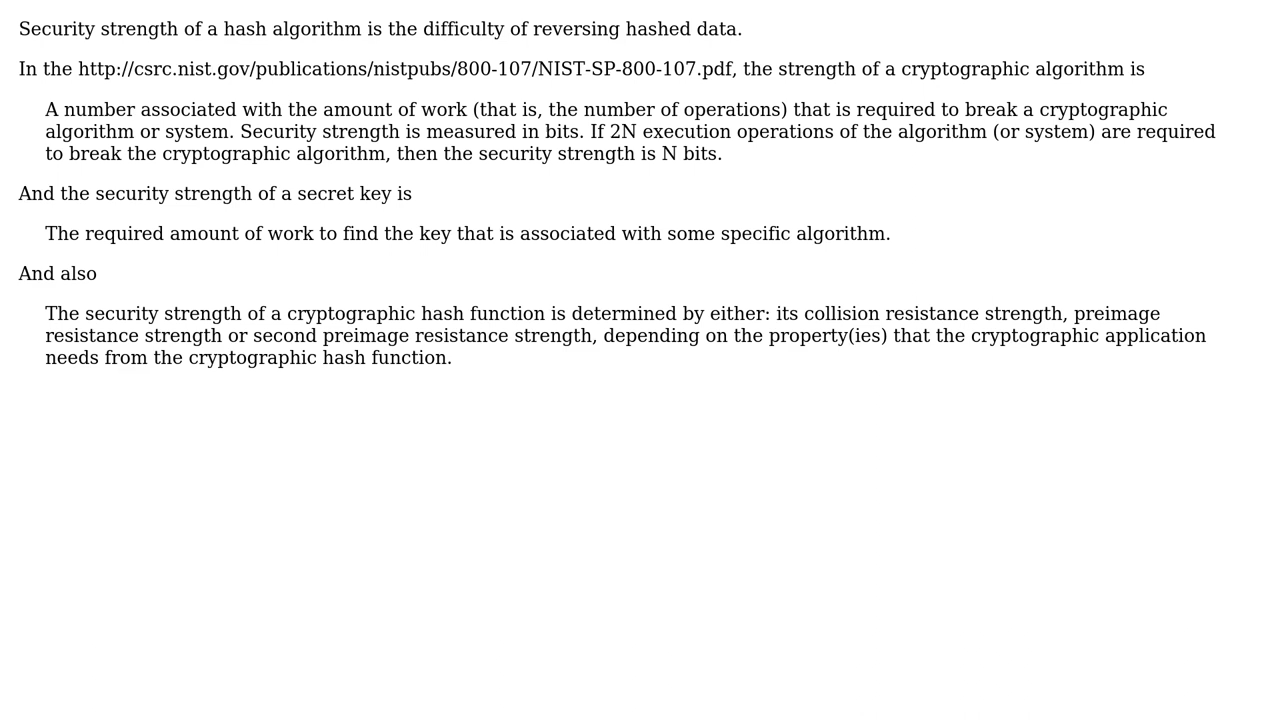 Security strength of a hash algorithm is the difficulty of reversing hashed data.
In the http://csrc.nist.gov/publications/nistpubs/800-107/NIST-SP-800-107.pdf, the strength of a cryptographic algorithm is
A number associated with the amount of work (that is, the number of operations) that is required to break a cryptographic
algorithm or system. Security strength is measured in bits. If 2N execution operations of the algorithm (or system) are required
to break the cryptographic algorithm, then the security strength is N bits.
And the security strength of a secret key is
The required amount of work to find the key that is associated with some specific algorithm.
And also
The security strength of a cryptographic hash function is determined by either: its collision resistance strength, preimage
resistance strength or second preimage resistance strength, depending on the property(ies) that the cryptographic application
needs from the cryptographic hash function.